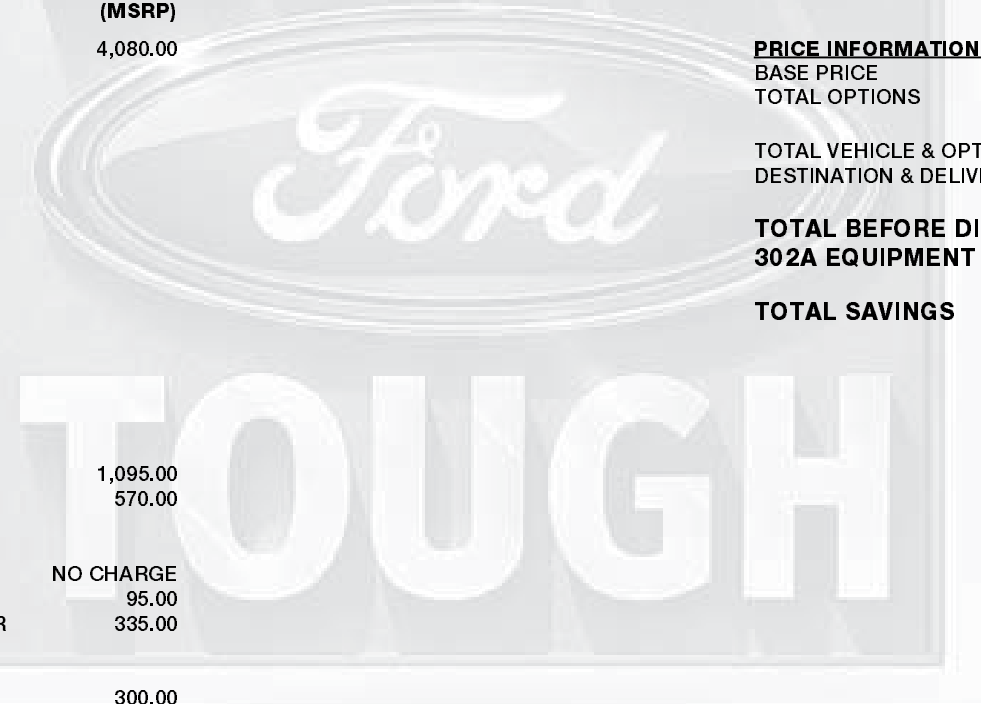 (MSRP)
4,080.00
PRICE INFORMATION
BASE PRICE
TOTAL OPTIONS
TOTAL VEHICLE & OPT
DESTINATION & DELIV
TOTAL BEFORE DI
302A EQUIPMENT
TOTAL SAVINGS
Ford
TOUGH
1,095.00
570.00
NO CHARGE
95.00
R 335.00
300.00